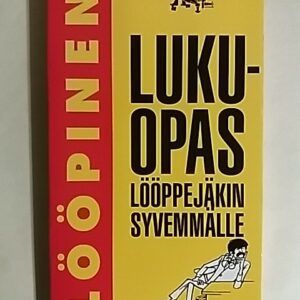 LÖÖPINEN
LUKU-
OPAS
LÖÖPPEJÄKIN
SYVEMMÄLLE